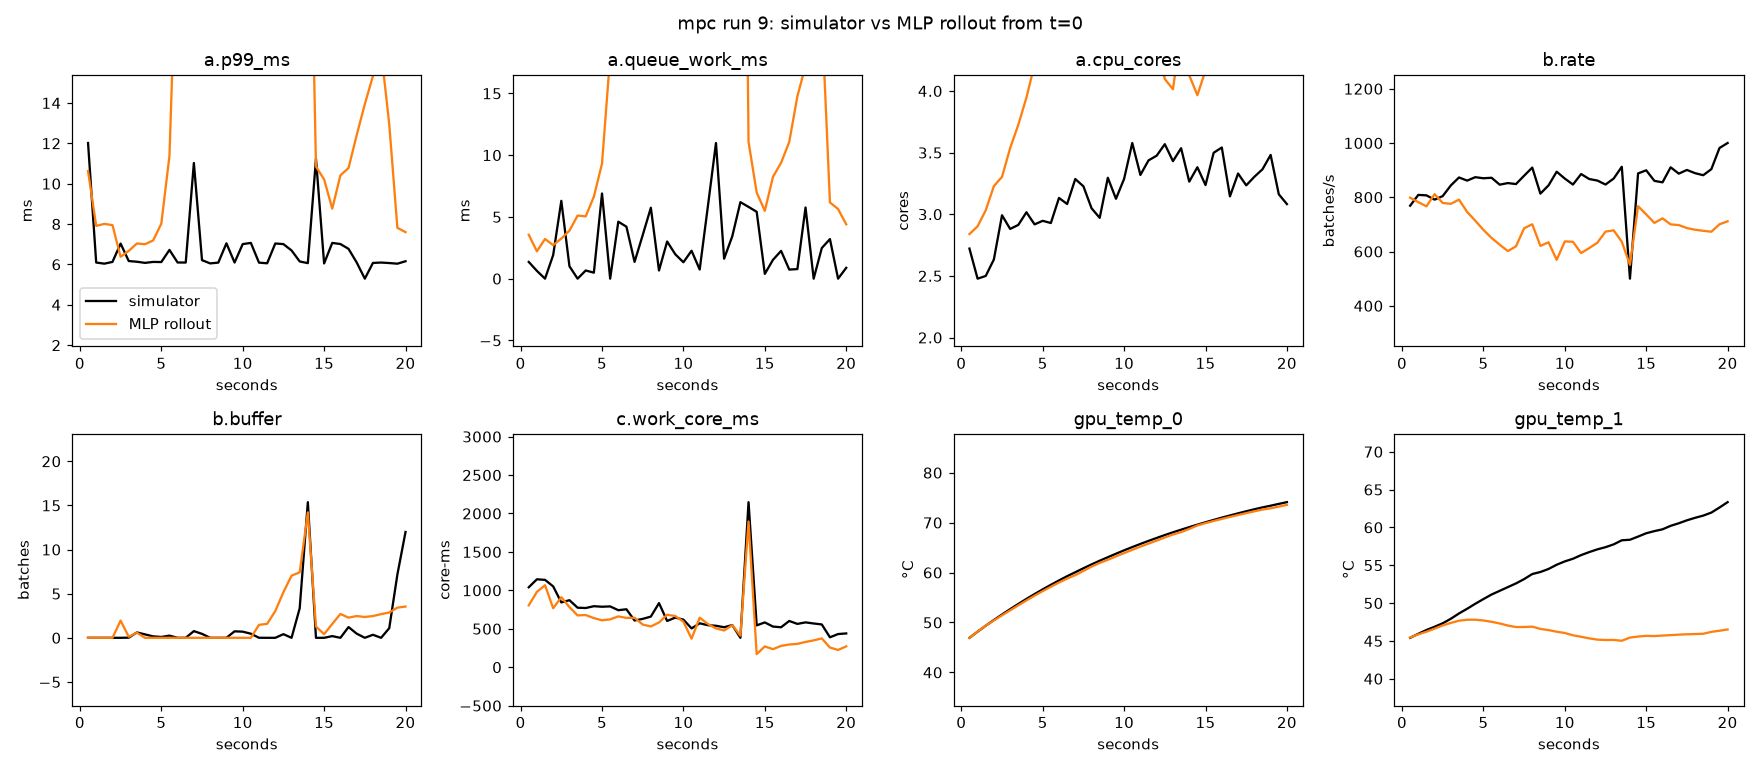 mpc run 9: simulator vs MLP rollout from t=0
a.p99_ms
14
12
10
8
6
4
2
ms
simulator
MLP rollout
0 5 10 15 20
seconds
a.queue_work_ms
15
10
5
0
−5
ms
0 5 10 15 20
seconds
a.cpu_cores
4.0
3.5
3.0
2.5
2.0
cores
0 5 10 15 20
seconds
b.rate
1200
1000
800
600
400
batches/s
0 5 10 15 20
seconds
b.buffer
20
15
10
5
0
−5
batches
0 5 10 15 20
seconds
c.work_core_ms
3000
2500
2000
1500
1000
500
0
−500
core-ms
0 5 10 15 20
seconds
gpu_temp_0
80
70
60
50
40
°C
0 5 10 15 20
seconds
gpu_temp_1
70
65
60
55
50
45
40
°C
0 5 10 15 20
seconds